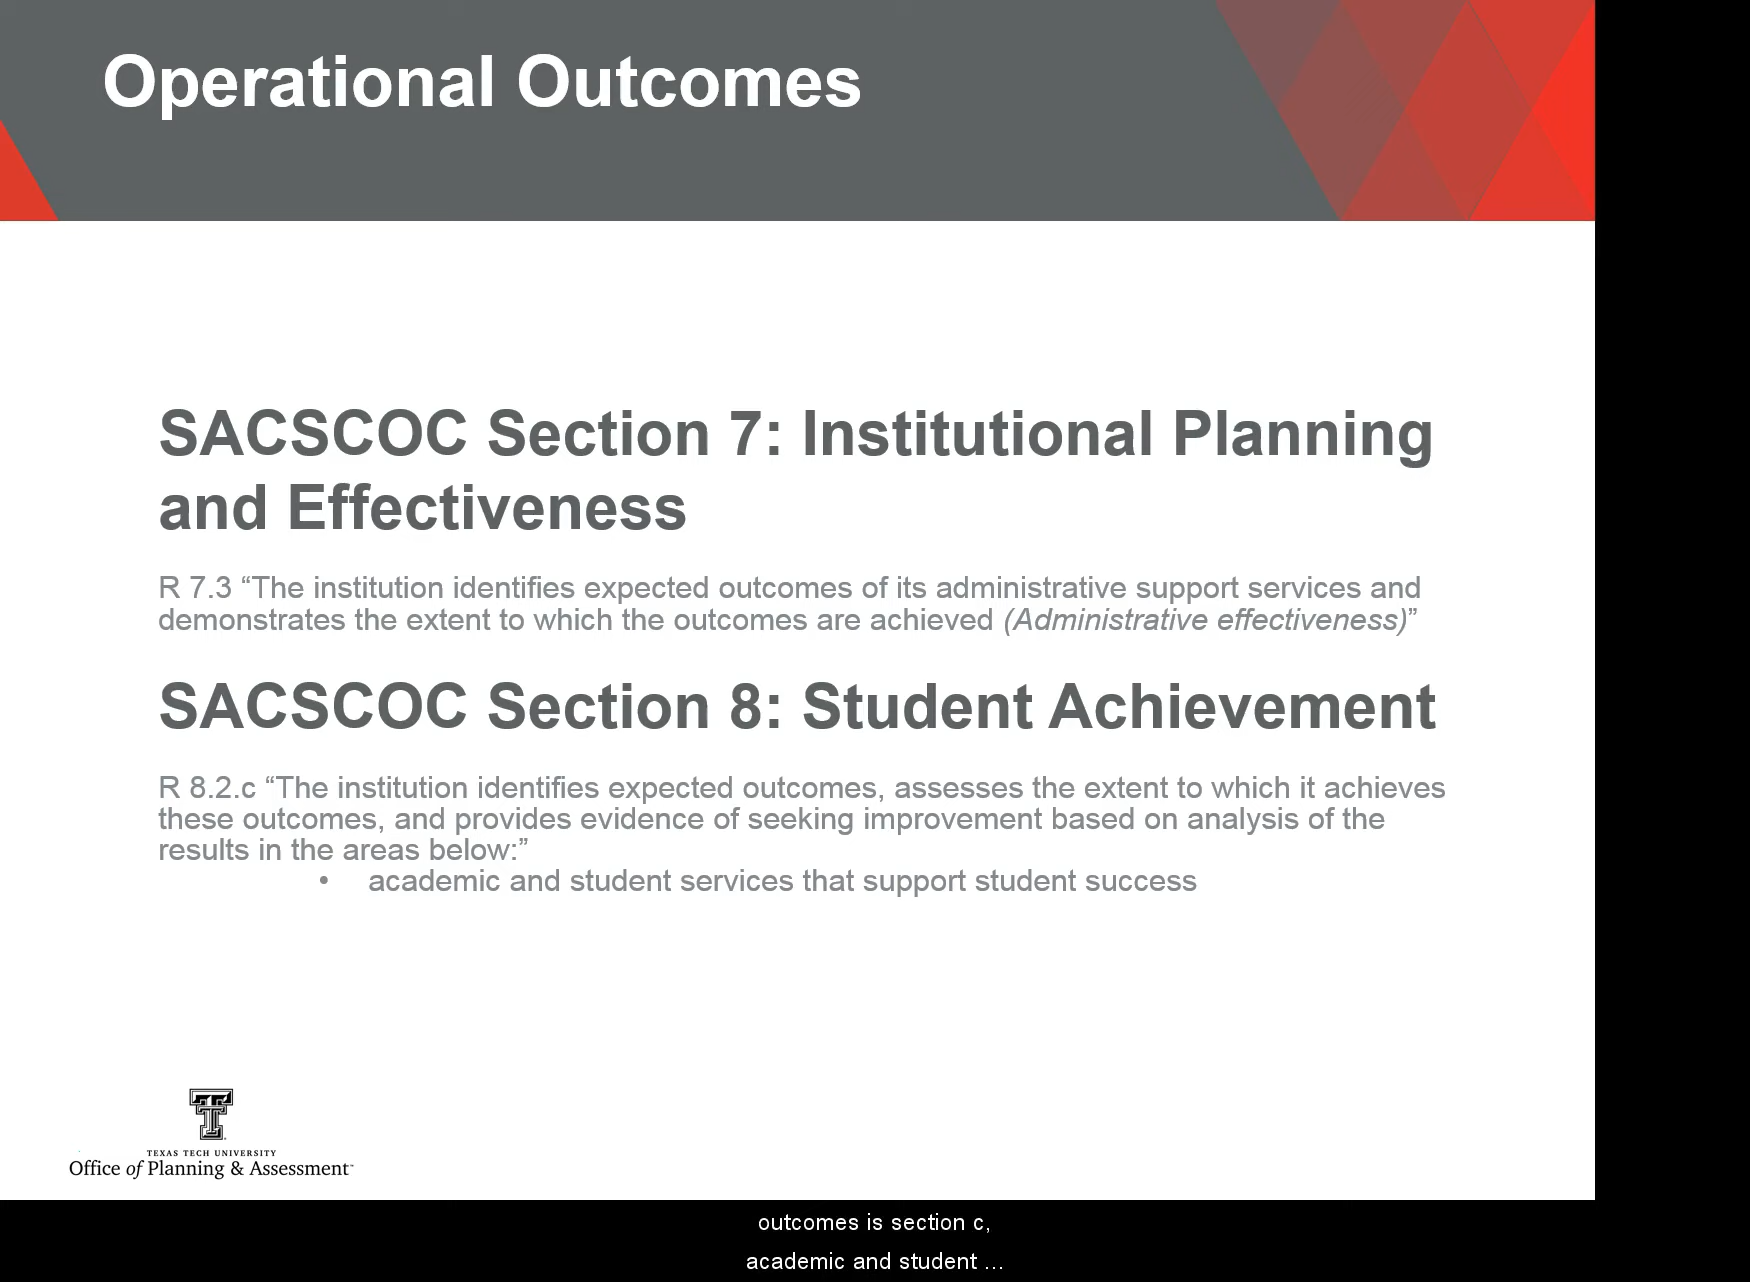 Operational Outcomes
SACSCOC Section 7: Institutional Planning
and Effectiveness
R 7.3 “The institution identifies expected outcomes of its administrative support services and
demonstrates the extent to which the outcomes are achieved (Administrative effectiveness)”
SACSCOC Section 8: Student Achievement
R 8.2.c “The institution identifies expected outcomes, assesses the extent to which it achieves
these outcomes, and provides evidence of seeking improvement based on analysis of the
results in the areas below:”
• academic and student services that support student success
TEXAS TECH UNIVERSITY
Office of Planning & Assessment™
outcomes is section c,
academic and student ...